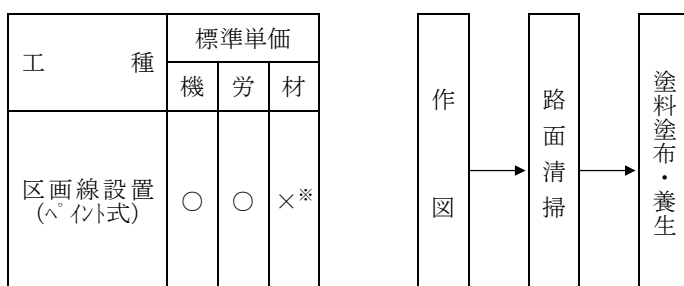 工種
標準単価
機 労 材
区画線設置
(ペイント式)
○ ○ ×※
作図
路面清掃
塗料塗布・養生